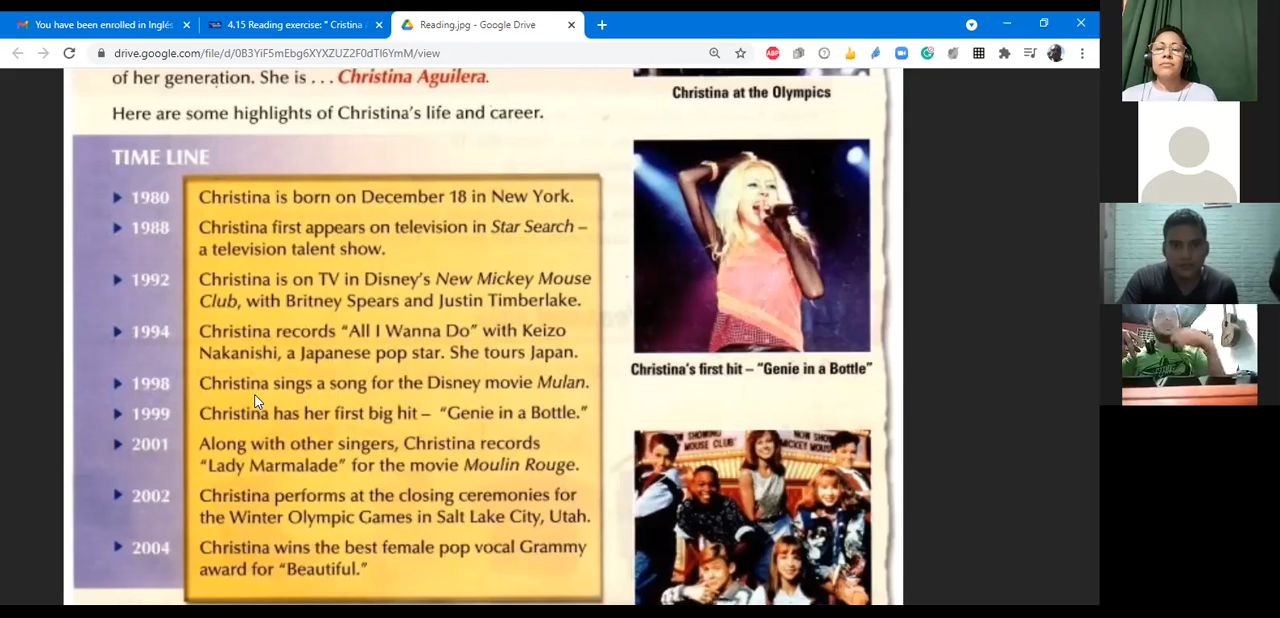 You have been enrolled in Inglés
4.15 Reading exercise: " Cristina
Reading.jpg - Google Drive
drive.google.com/file/d/0B3YiF5mEbg6XYXZUZ2F0dTI6YmM/view
of her generation. She is . . . Christina Aguilera.
Here are some highlights of Christina's life and career.
Christina at the Olympics
TIME LINE
1980 Christina is born on December 18 in New York.
1988 Christina first appears on television in Star Search –
a television talent show.
1992 Christina is on TV in Disney's New Mickey Mouse
Club, with Britney Spears and Justin Timberlake.
1994 Christina records "All I Wanna Do" with Keizo
Nakanishi, a Japanese pop star. She tours Japan.
1998 Christina sings a song for the Disney movie Mulan.
1999 Christina has her first big hit – "Genie in a Bottle."
2001 Along with other singers, Christina records
"Lady Marmalade" for the movie Moulin Rouge.
2002 Christina performs at the closing ceremonies for
the Winter Olympic Games in Salt Lake City, Utah.
2004 Christina wins the best female pop vocal Grammy
award for "Beautiful."
Christina's first hit – "Genie in a Bottle"
NOW SHOWING
MOUSE CLUB
NOW
MICKEY
ABP